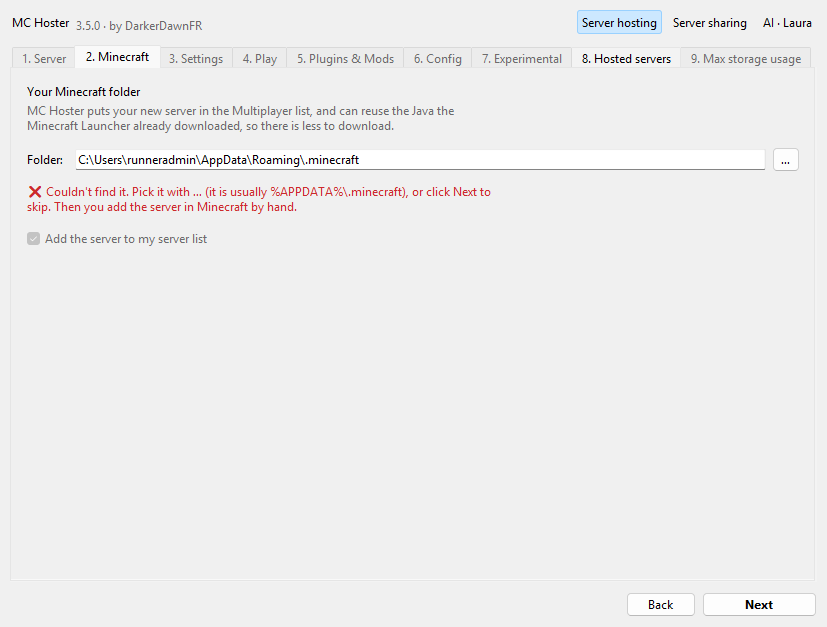 MC Hoster 3.5.0 · by DarkerDawnFR
Server hosting Server sharing AI · Laura
1. Server 2. Minecraft 3. Settings 4. Play 5. Plugins & Mods 6. Config 7. Experimental 8. Hosted servers 9. Max storage usage
Your Minecraft folder
MC Hoster puts your new server in the Multiplayer list, and can reuse the Java the
Minecraft Launcher already downloaded, so there is less to download.
Folder: C:\Users\runneradmin\AppData\Roaming\.minecraft ...
❌ Couldn't find it. Pick it with ... (it is usually %APPDATA%\.minecraft), or click Next to
skip. Then you add the server in Minecraft by hand.
Add the server to my server list
Back Next